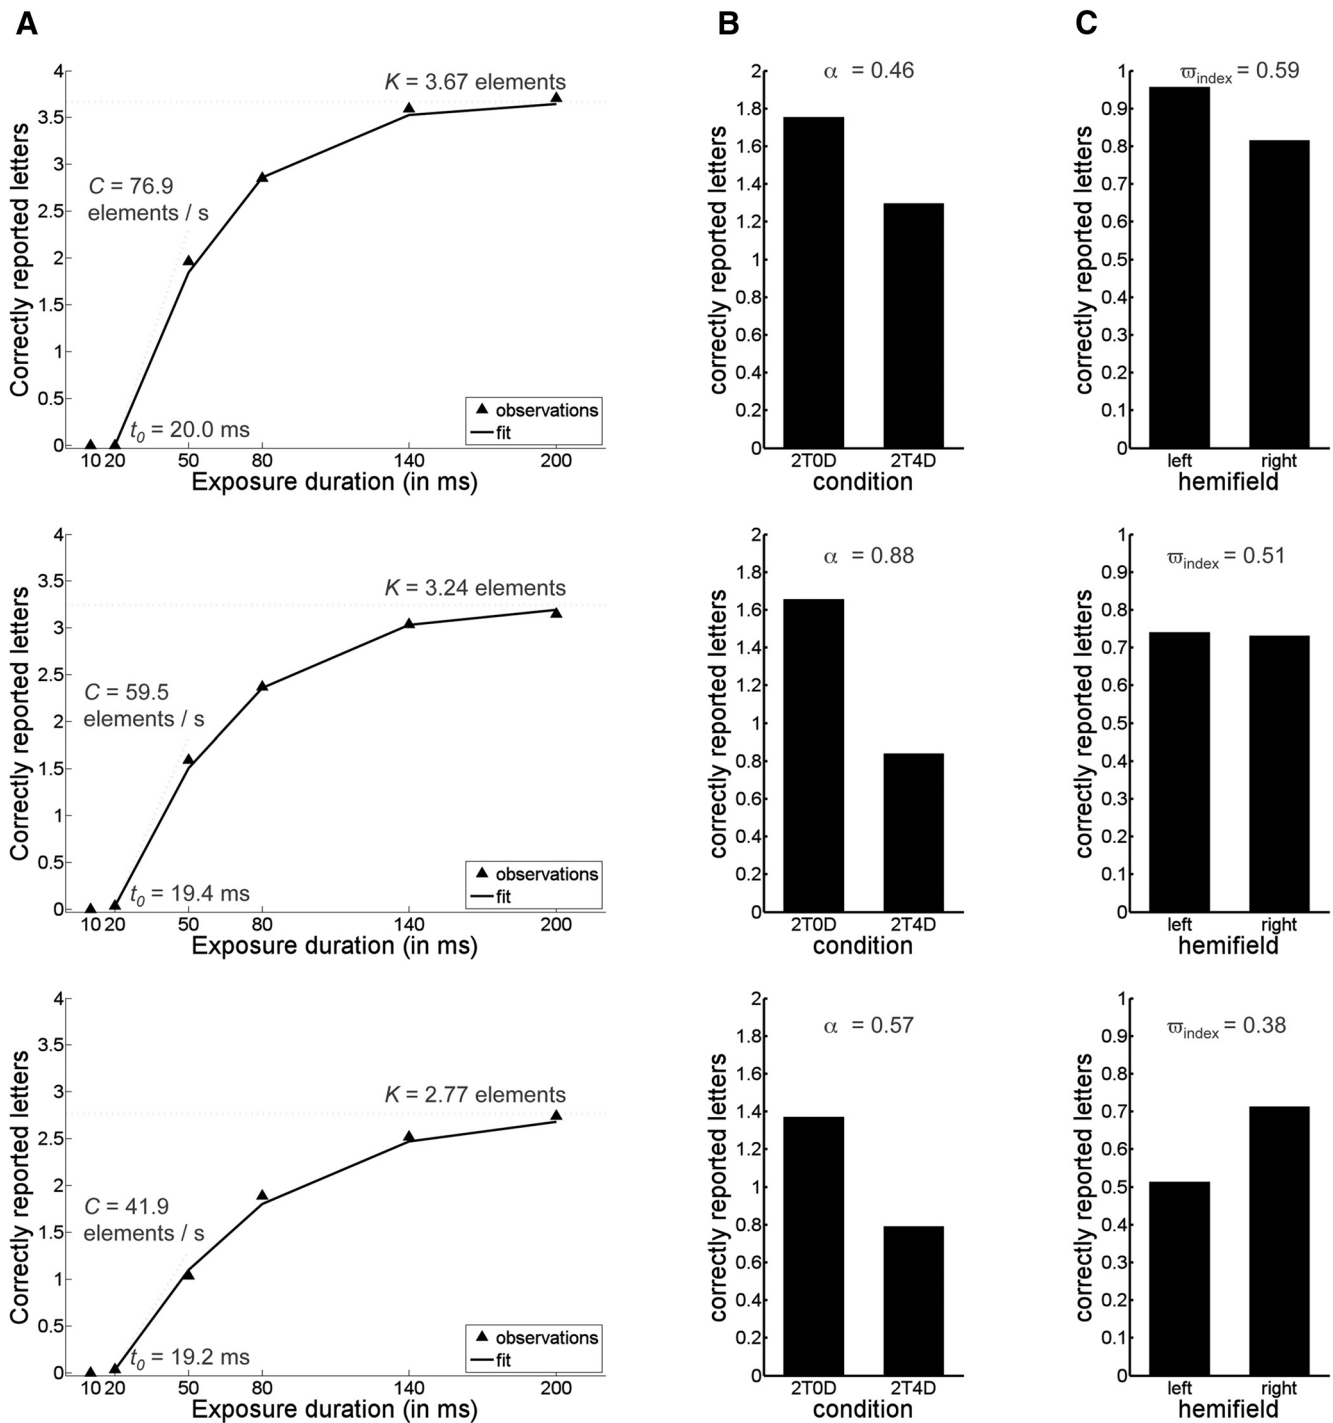 A
B
C
4
3.5
3
2.5
2
1.5
1
0.5
0
Correctly reported letters
K = 3.67 elements
C = 76.9
elements / s
t0 = 20.0 ms
observations
fit
10 20 50 80 140 200
Exposure duration (in ms)
2
1.8
1.6
1.4
1.2
1
0.8
0.6
0.4
0.2
0
correctly reported letters
α = 0.46
2T0D 2T4D
condition
1
0.9
0.8
0.7
0.6
0.5
0.4
0.3
0.2
0.1
0
correctly reported letters
ϖindex = 0.59
left right
hemifield
4
3.5
3
2.5
2
1.5
1
0.5
0
Correctly reported letters
K = 3.24 elements
C = 59.5
elements / s
t0 = 19.4 ms
observations
fit
10 20 50 80 140 200
Exposure duration (in ms)
2
1.8
1.6
1.4
1.2
1
0.8
0.6
0.4
0.2
0
correctly reported letters
α = 0.88
2T0D 2T4D
condition
1
0.9
0.8
0.7
0.6
0.5
0.4
0.3
0.2
0.1
0
correctly reported letters
ϖindex = 0.51
left right
hemifield
4
3.5
3
2.5
2
1.5
1
0.5
0
Correctly reported letters
K = 2.77 elements
C = 41.9
elements / s
t0 = 19.2 ms
observations
fit
10 20 50 80 140 200
Exposure duration (in ms)
2
1.8
1.6
1.4
1.2
1
0.8
0.6
0.4
0.2
0
correctly reported letters
α = 0.57
2T0D 2T4D
condition
1
0.9
0.8
0.7
0.6
0.5
0.4
0.3
0.2
0.1
0
correctly reported letters
ϖindex = 0.38
left right
hemifield